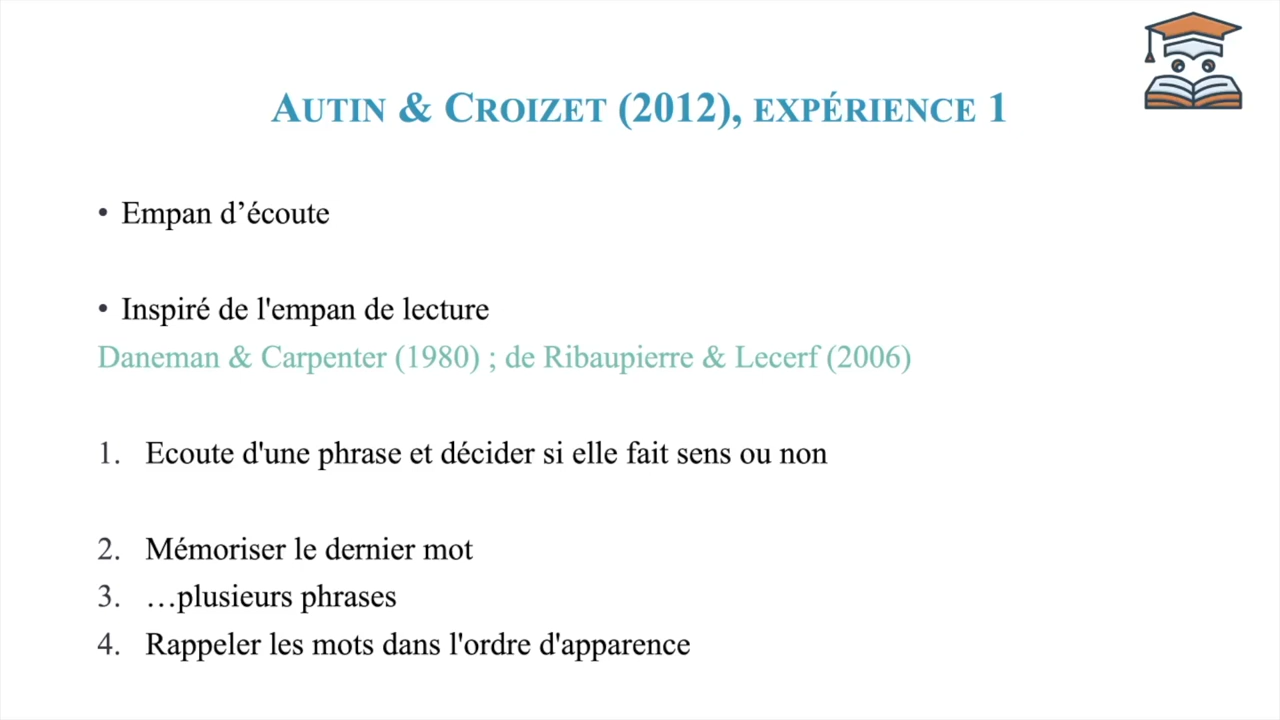 AUTIN & CROIZET (2012), EXPÉRIENCE 1
• Empan d’écoute
• Inspiré de l'empan de lecture
Daneman & Carpenter (1980) ; de Ribaupierre & Lecerf (2006)
1. Ecoute d'une phrase et décider si elle fait sens ou non
2. Mémoriser le dernier mot
3. …plusieurs phrases
4. Rappeler les mots dans l'ordre d'apparence